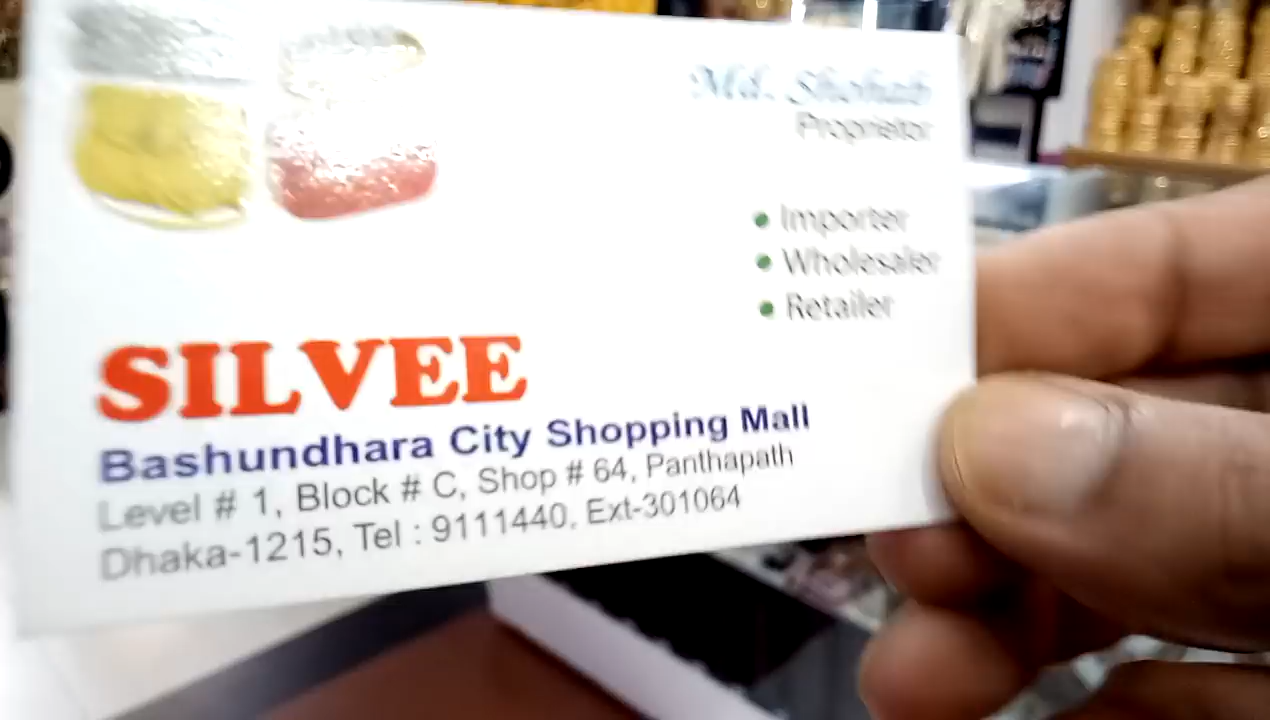 Md. Shohab
Proprietor
• Importer
• Wholesaler
• Retailer
SILVEE
Bashundhara City Shopping Mall
Level # 1, Block # C, Shop # 64, Panthapath
Dhaka-1215, Tel : 9111440, Ext-301064